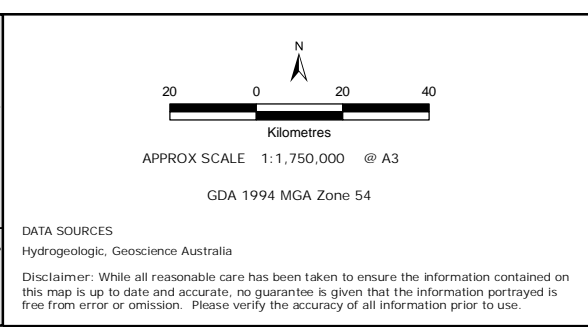 N
20 0 20 40
Kilometres
APPROX SCALE 1:1,750,000 @ A3
GDA 1994 MGA Zone 54
DATA SOURCES
Hydrogeologic, Geoscience Australia
Disclaimer: While all reasonable care has been taken to ensure the information contained on
this map is up to date and accurate, no guarantee is given that the information portrayed is
free from error or omission. Please verify the accuracy of all information prior to use.